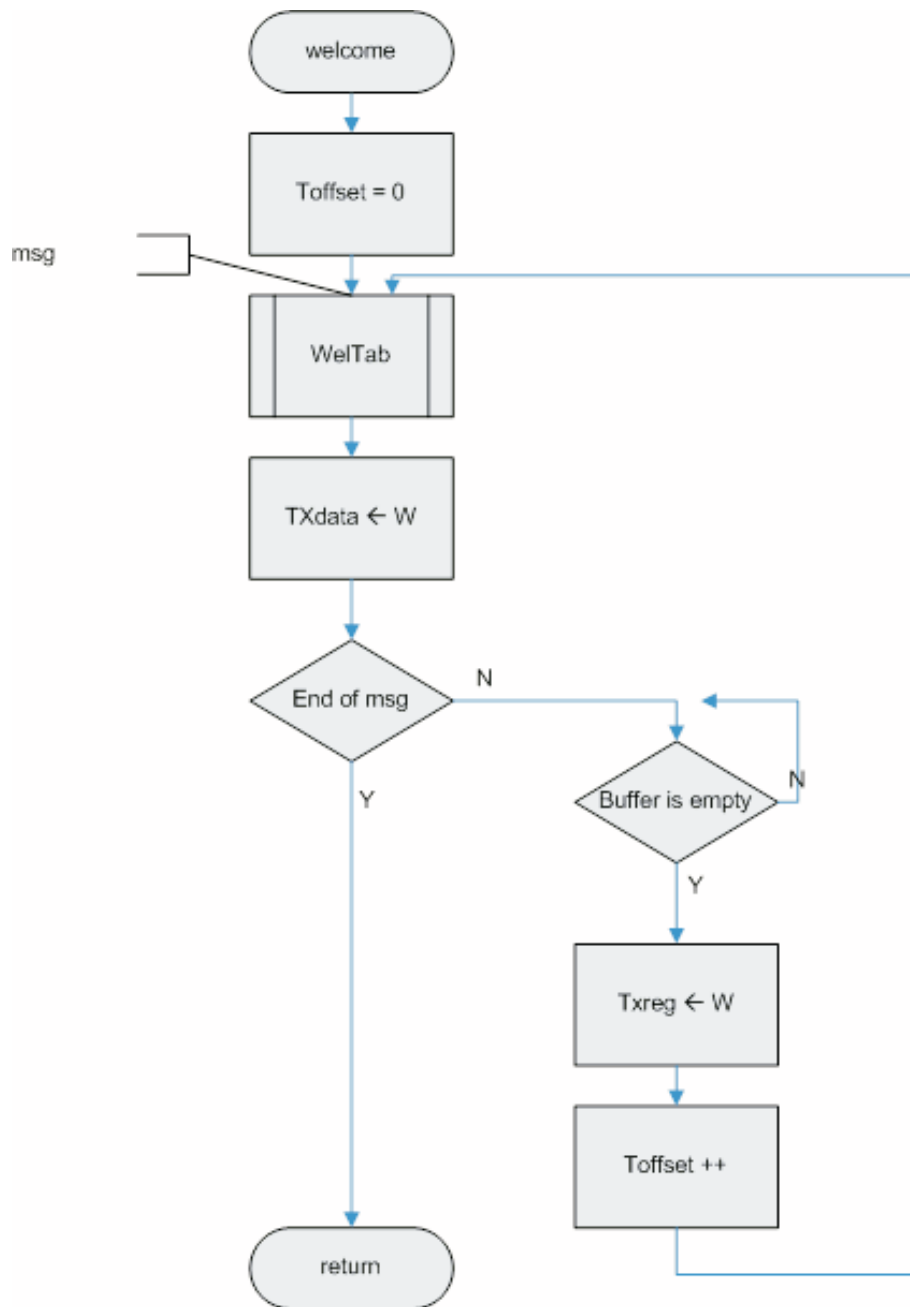 welcome
Toffset = 0
msg
WelTab
TXdata ← W
End of msg
N
Y
Buffer is empty
N
Y
Txreg ← W
Toffset ++
return